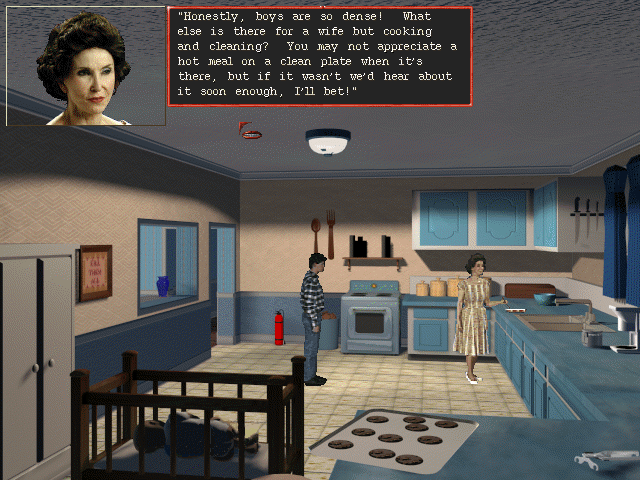 "Honestly, boys are so dense!  What
else is there for a wife but cooking
and cleaning?  You may not appreciate a
hot meal on a clean plate when it's
there, but if it wasn't we'd hear about
it soon enough, I'll bet!"